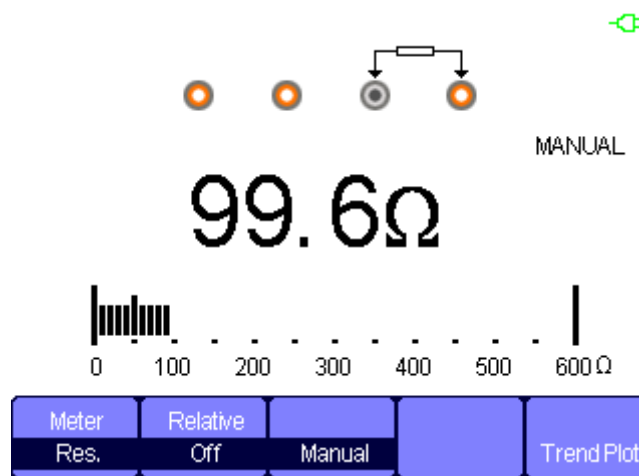 MANUAL
99.6Ω
0 100 200 300 400 500 600Ω
Meter Relative
Res. Off Manual Trend Plot